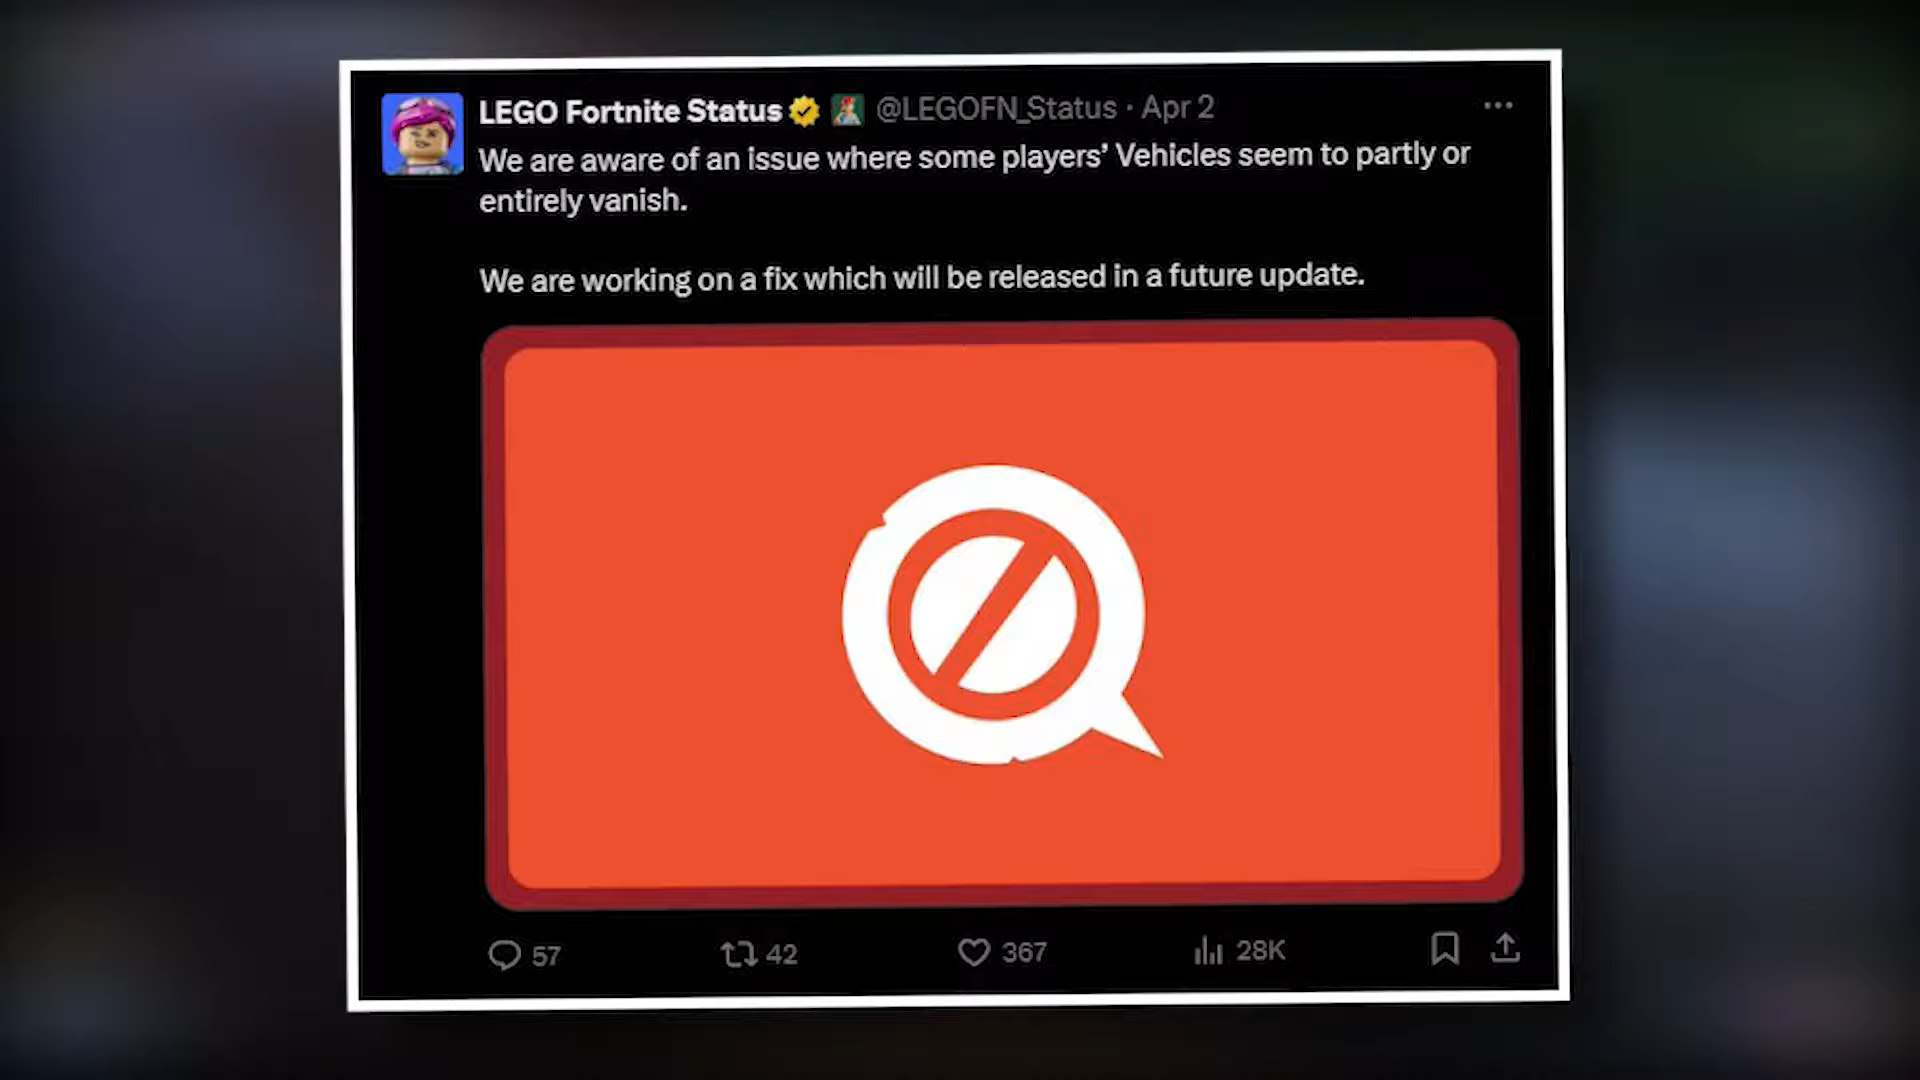 LEGO Fortnite Status @LEGOFN_Status · Apr 2
We are aware of an issue where some players’ Vehicles seem to partly or
entirely vanish.
We are working on a fix which will be released in a future update.
57 42 367 28K